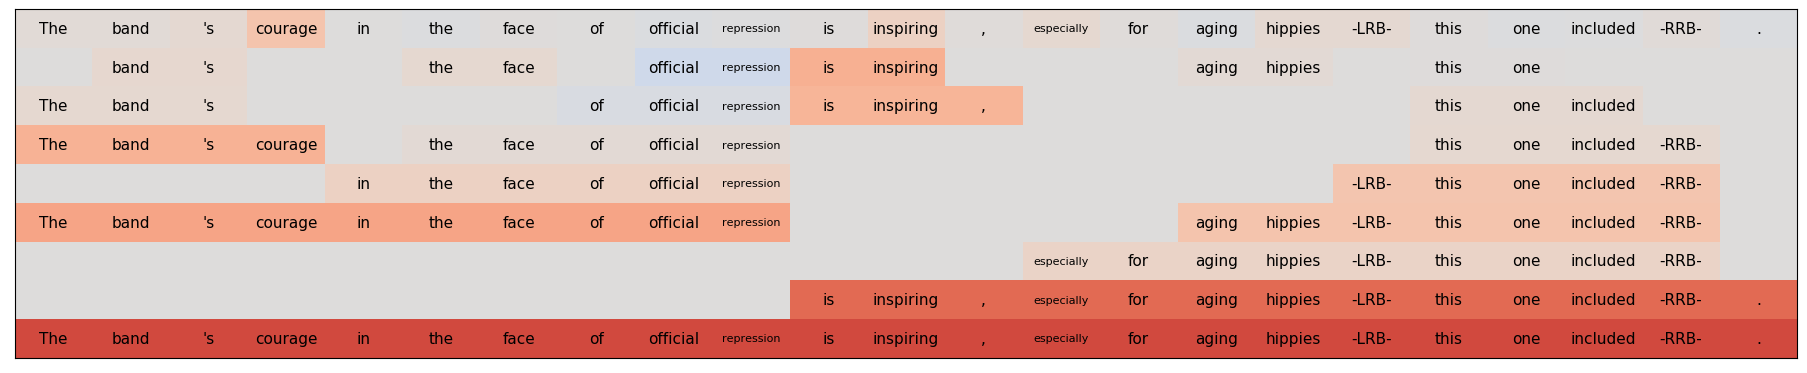 The band 's courage in the face of official repression is inspiring , especially for aging hippies -LRB- this one included -RRB- .
band 's the face official repression is inspiring aging hippies this one
The band 's of official repression is inspiring , this one included
The band 's courage the face of official repression this one included -RRB-
in the face of official repression -LRB- this one included -RRB-
The band 's courage in the face of official repression aging hippies -LRB- this one included -RRB-
especially for aging hippies -LRB- this one included -RRB-
is inspiring , especially for aging hippies -LRB- this one included -RRB- .
The band 's courage in the face of official repression is inspiring , especially for aging hippies -LRB- this one included -RRB- .